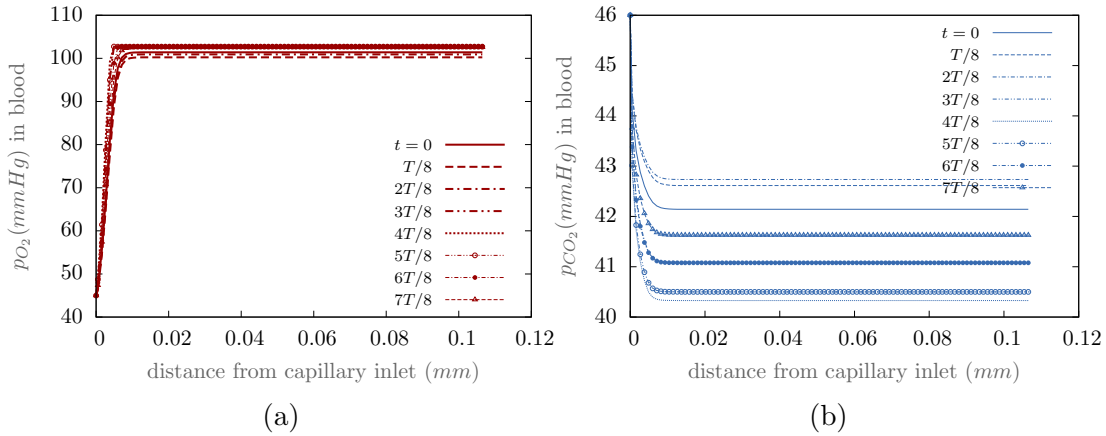 110
100
90
80
70
60
50
40
0
0.02
0.04
0.06
0.08
0.1
0.12
pO2(mmHg) in blood
distance from capillary inlet (mm)
t = 0
T/8
2T/8
3T/8
4T/8
5T/8
6T/8
7T/8
(a)
46
45
44
43
42
41
40
0
0.02
0.04
0.06
0.08
0.1
0.12
pCO2(mmHg) in blood
distance from capillary inlet (mm)
t = 0
T/8
2T/8
3T/8
4T/8
5T/8
6T/8
7T/8
(b)